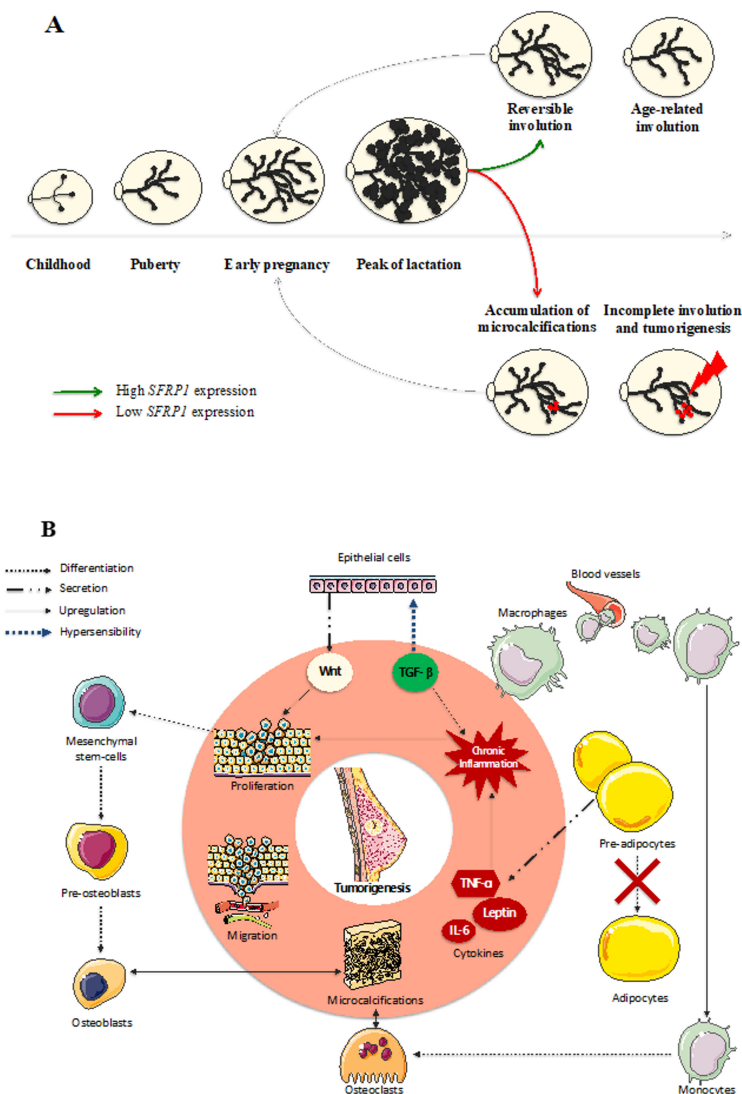 A
Reversible
involution
Age-related
involution
Childhood
Puberty
Early pregnancy
Peak of lactation
Accumulation of
microcalcifications
Incomplete involution
and tumorigenesis
High SFRP1 expression
Low SFRP1 expression
B
Differentiation
Secretion
Upregulation
Hypersensibility
Epithelial cells
Blood vessels
Macrophages
Wnt
TGF- β
Mesenchymal
stem-cells
Proliferation
Chronic
Inflammation
Pre-adipocytes
Tumorigenesis
Pre-osteoblasts
Migration
TNF-α
Leptin
IL-6
Cytokines
Adipocytes
Osteoblasts
Microcalcifications
Osteoclasts
Monocytes